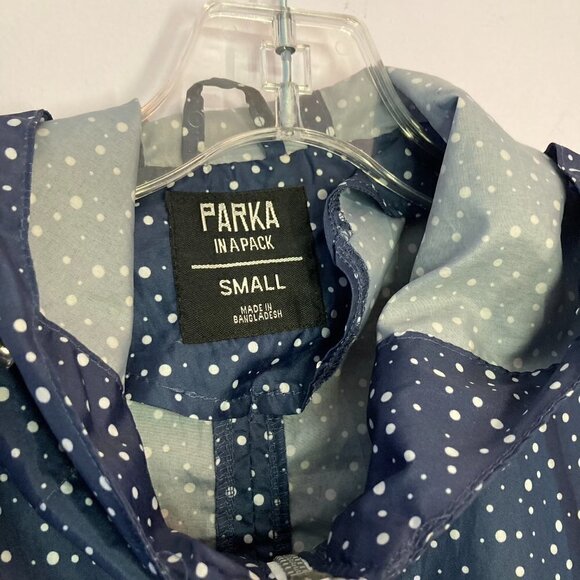 PARKA
IN A PACK
SMALL
MADE IN
BANGLADESH